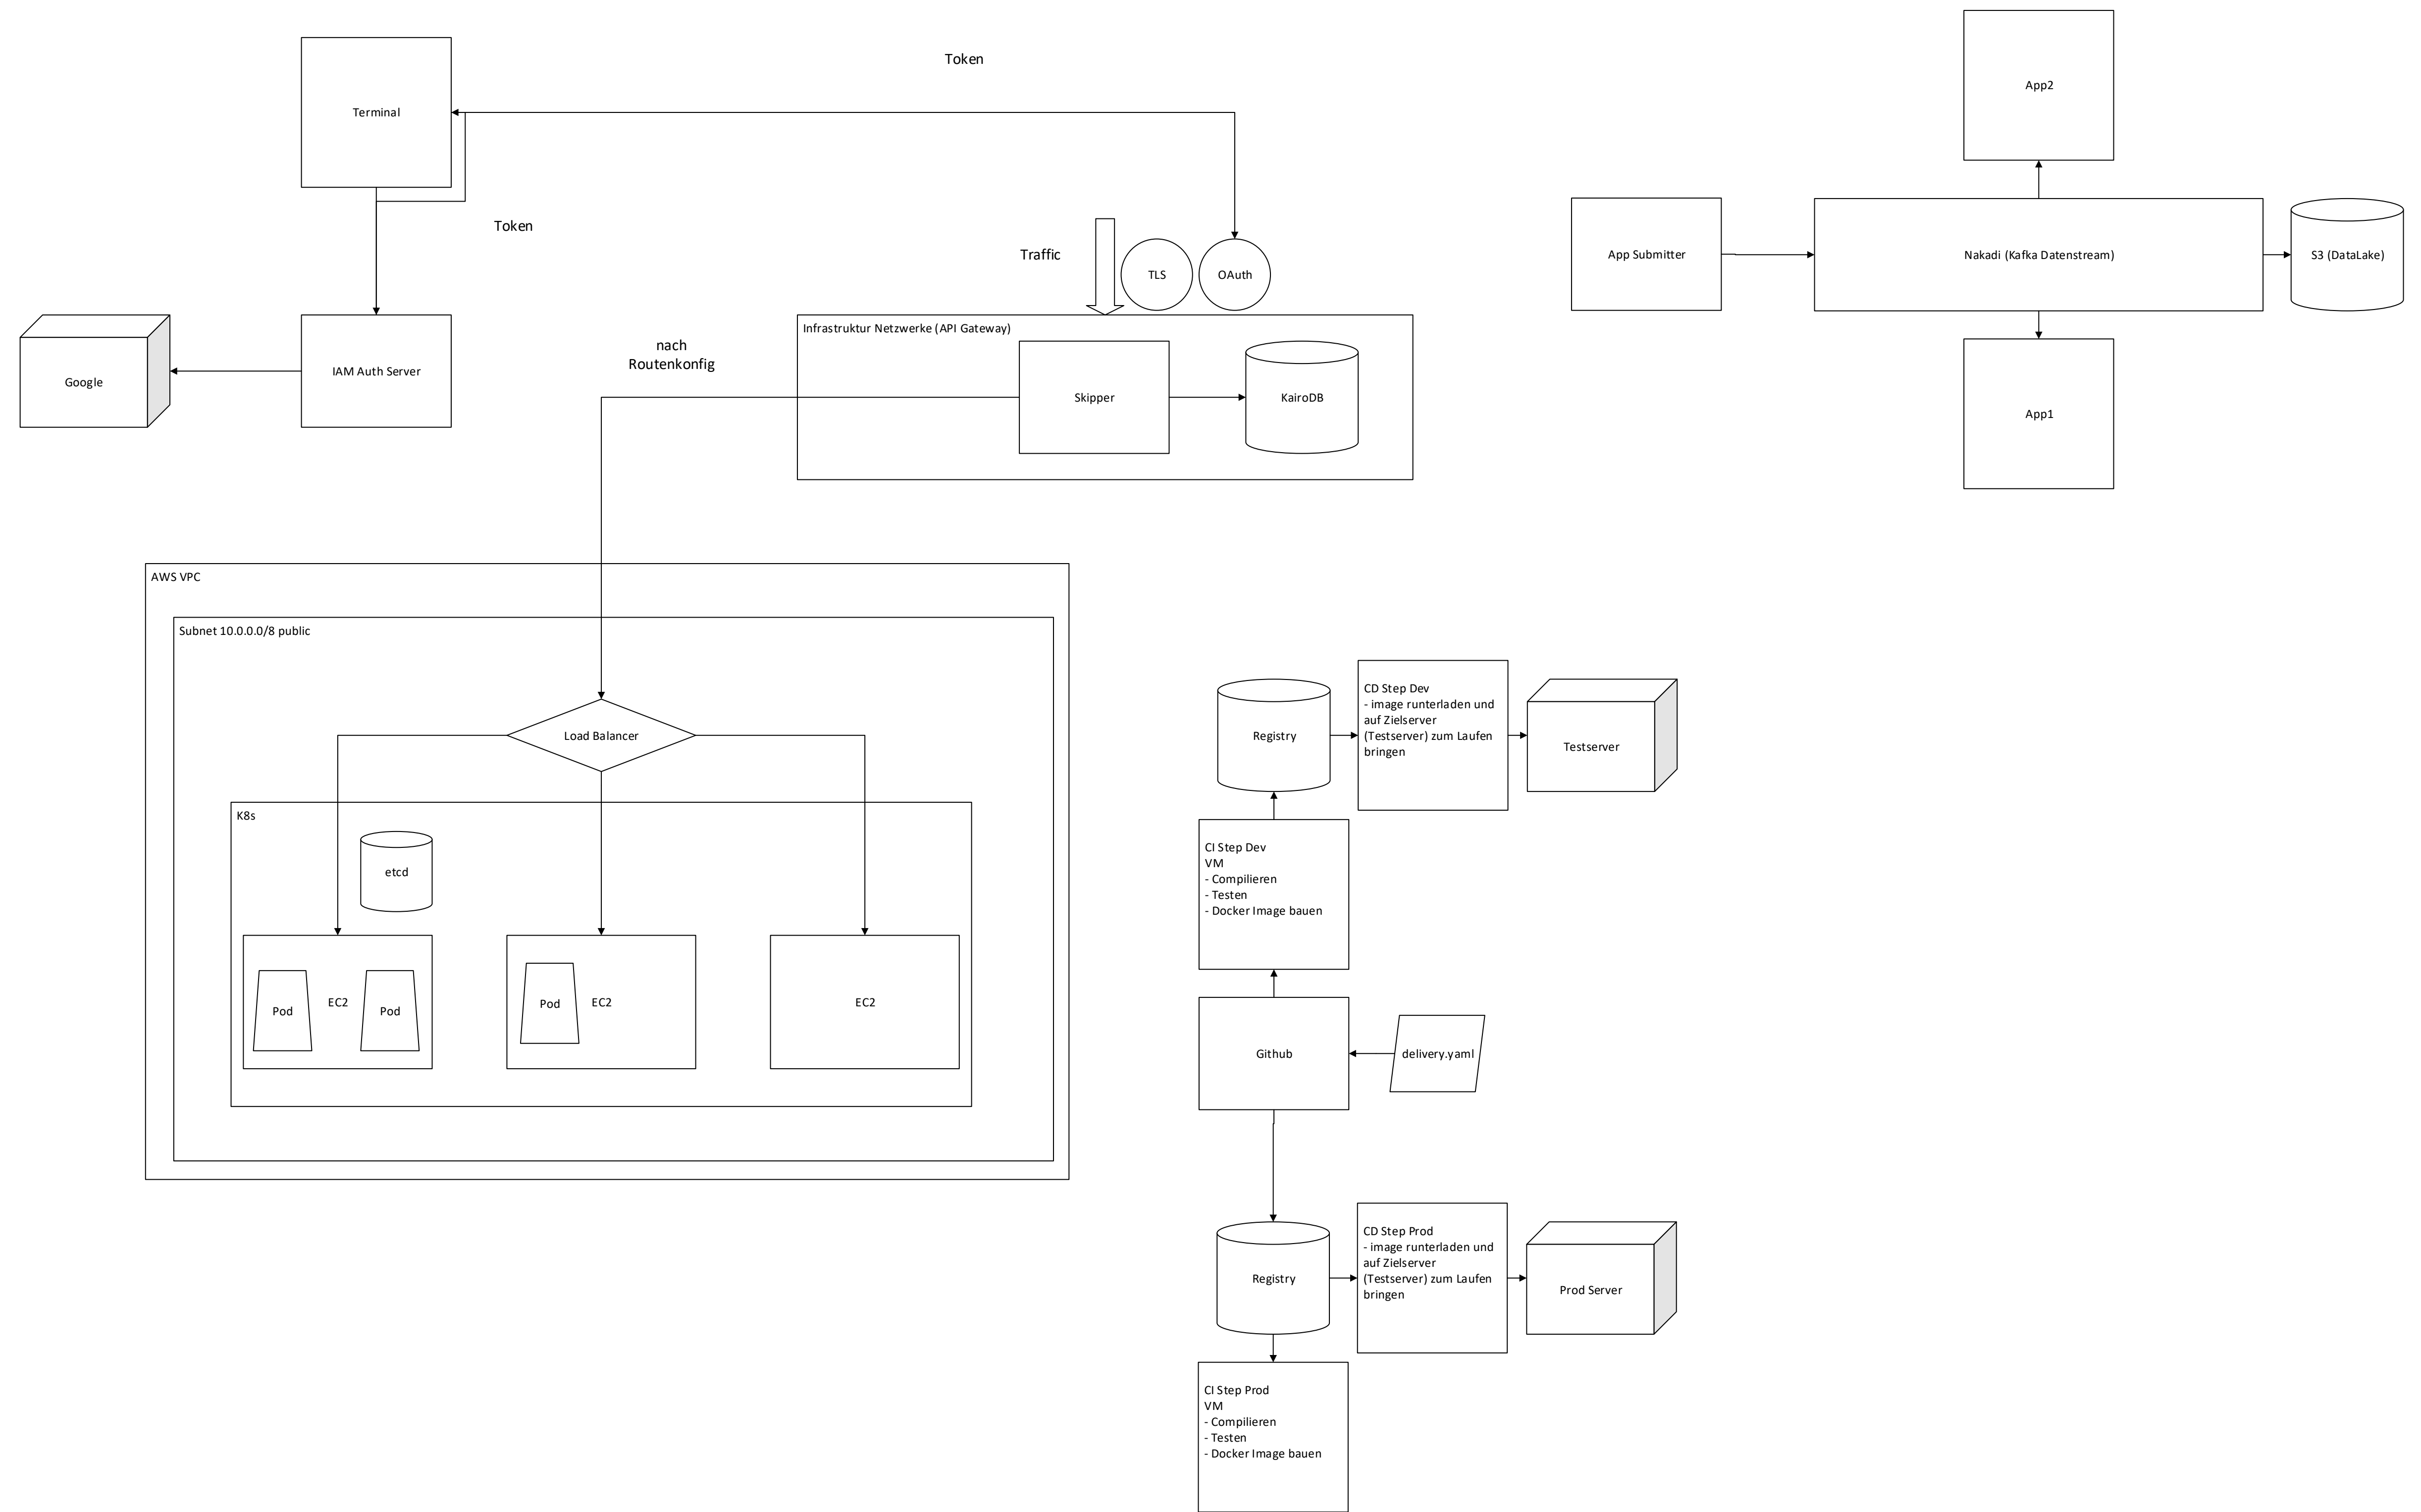 Token
Terminal
Token
Google
IAM Auth Server
nach
Routenkonfig
Traffic
TLS
OAuth
Infrastruktur Netzwerke (API Gateway)
Skipper
KairoDB
App2
App Submitter
Nakadi (Kafka Datenstream)
S3 (DataLake)
App1
AWS VPC
Subnet 10.0.0.0/8 public
Load Balancer
K8s
etcd
Pod
EC2
Pod
Pod
EC2
EC2
Registry
CD Step Dev
- image runterladen und
auf Zielserver
(Testserver) zum Laufen
bringen
Testserver
CI Step Dev
VM
- Compilieren
- Testen
- Docker Image bauen
Github
delivery.yaml
Registry
CD Step Prod
- image runterladen und
auf Zielserver
(Testserver) zum Laufen
bringen
Prod Server
CI Step Prod
VM
- Compilieren
- Testen
- Docker Image bauen